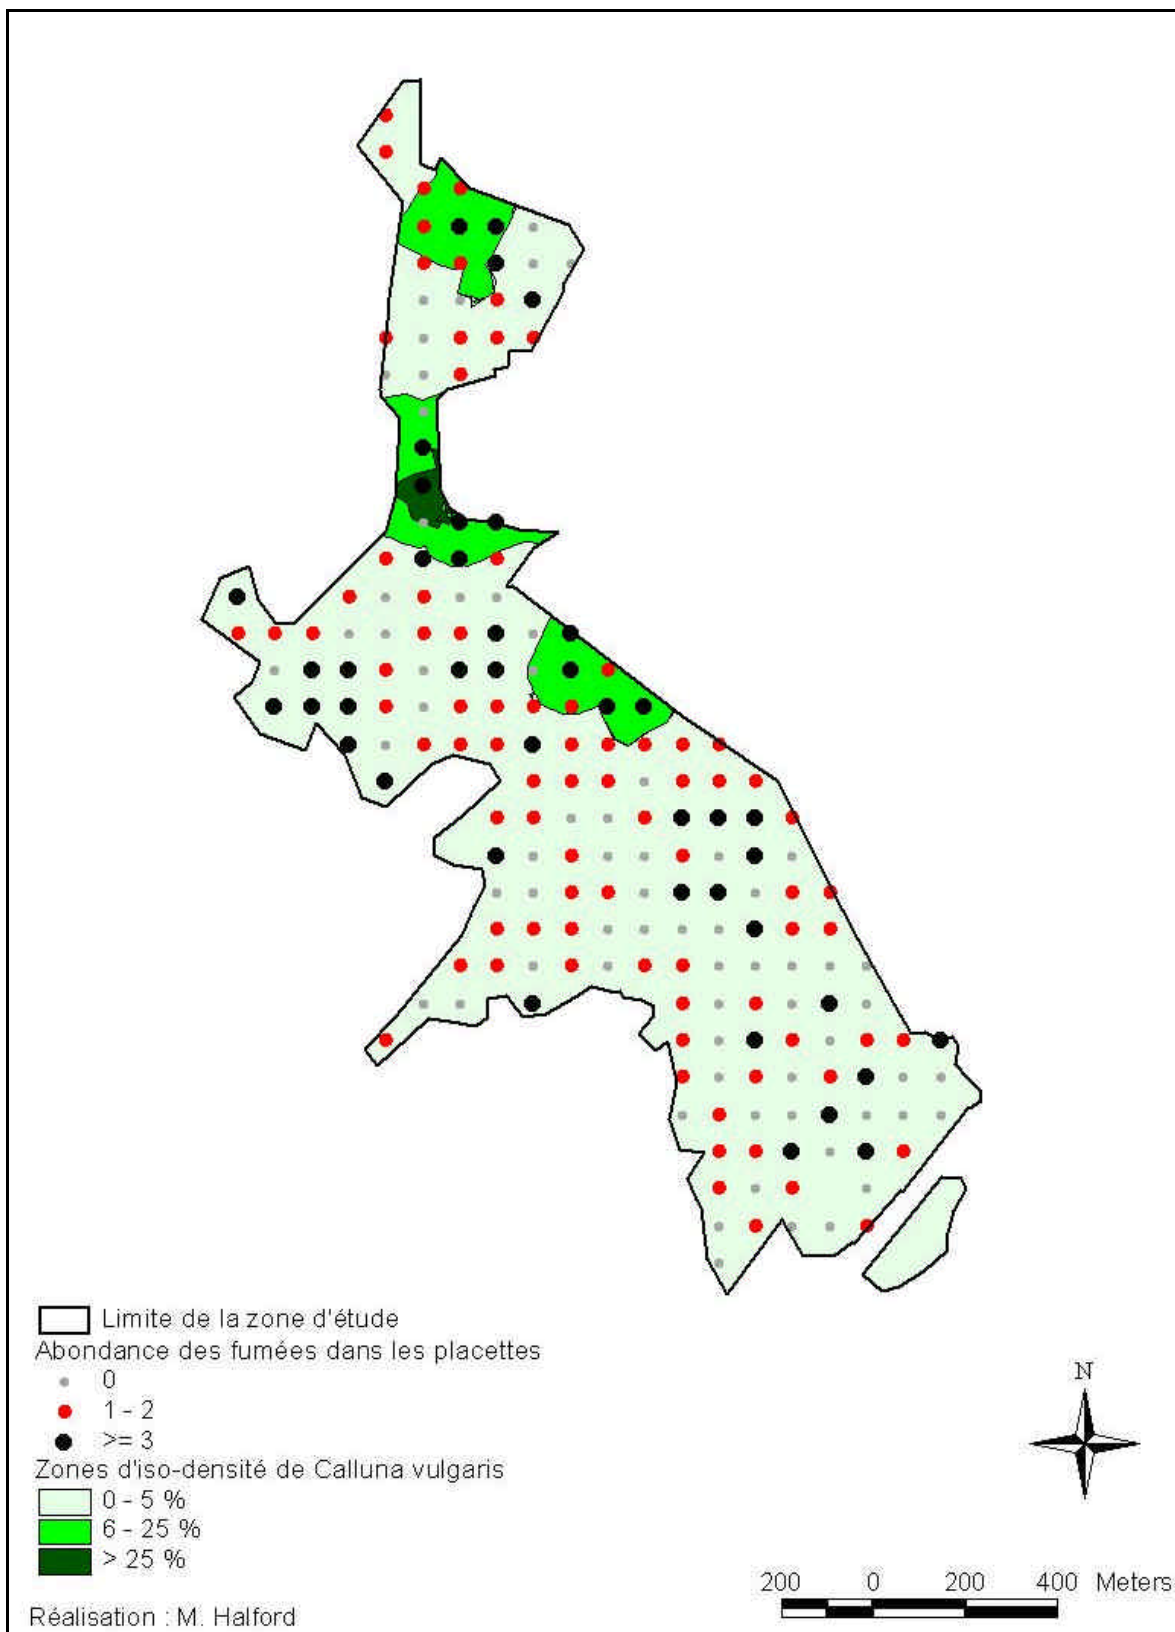 Limite de la zone d'étude
Abondance des fumées dans les placettes
0
1 - 2
>= 3
Zones d'iso-densité de Calluna vulgaris
0 - 5 %
6 - 25 %
> 25 %
Réalisation : M. Halford
N
200 0 200 400 Meters